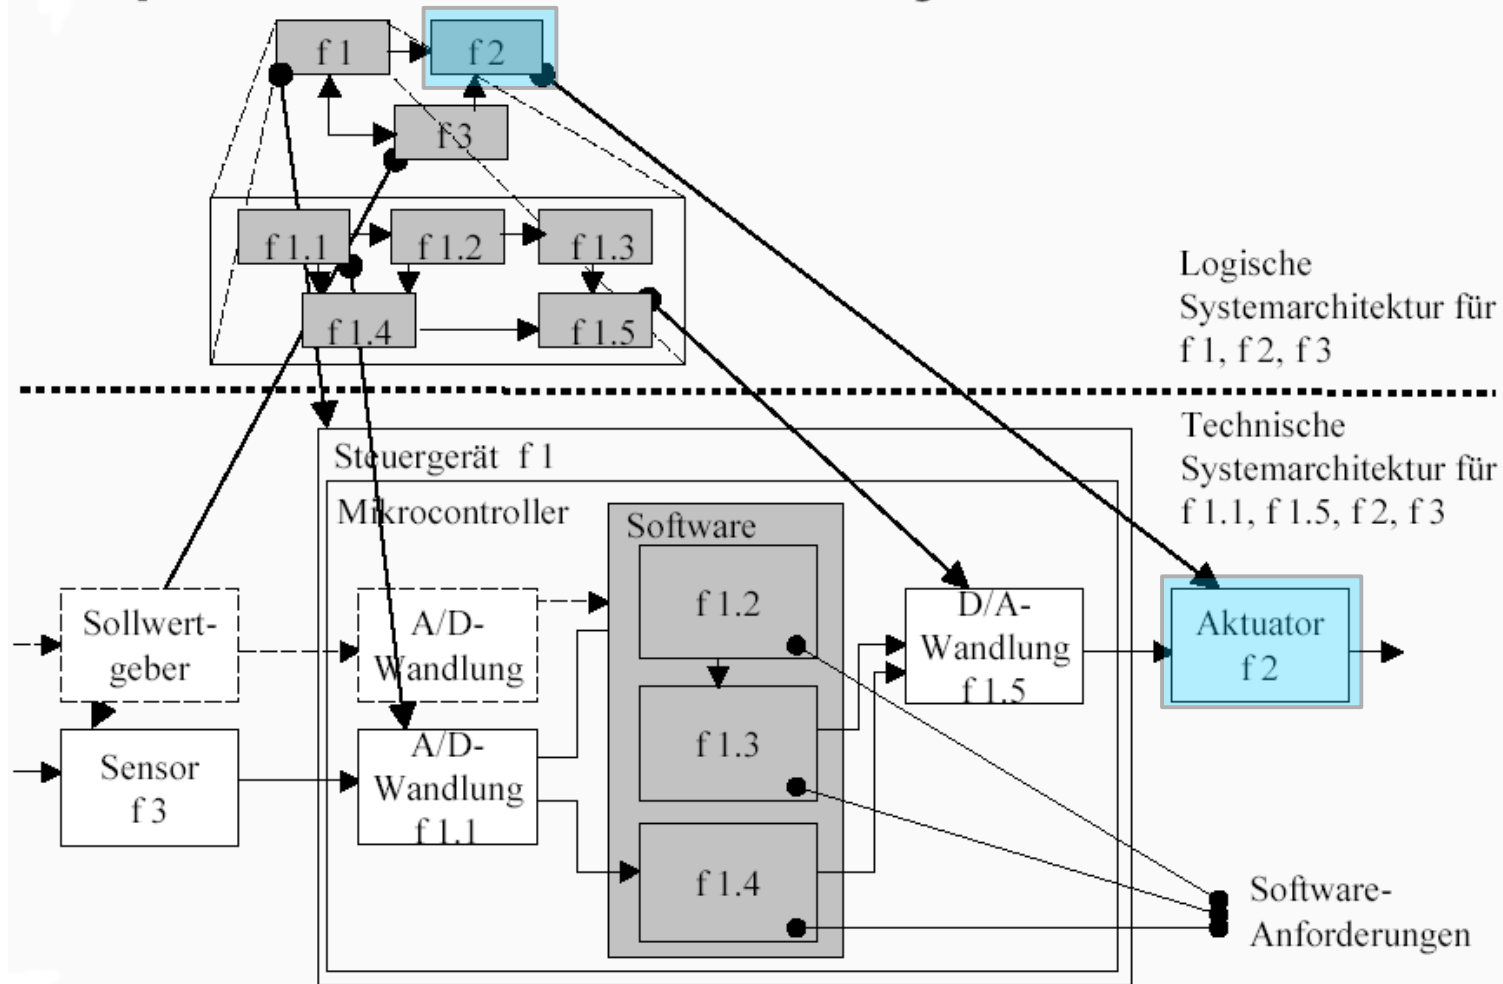 f 1
f 2
f 3
f 1.1
f 1.2
f 1.3
f 1.4
f 1.5
Logische
Systemarchitektur für
f 1, f 2, f 3
Technische
Systemarchitektur für
f 1.1, f 1.5, f 2, f 3
Steuergerät f 1
Mikrocontroller
Software
Sollwert-
geber
A/D-
Wandlung
f 1.2
D/A-
Wandlung
f 1.5
Aktuator
f 2
Sensor
f 3
A/D-
Wandlung
f 1.1
f 1.3
f 1.4
Software-
Anforderungen